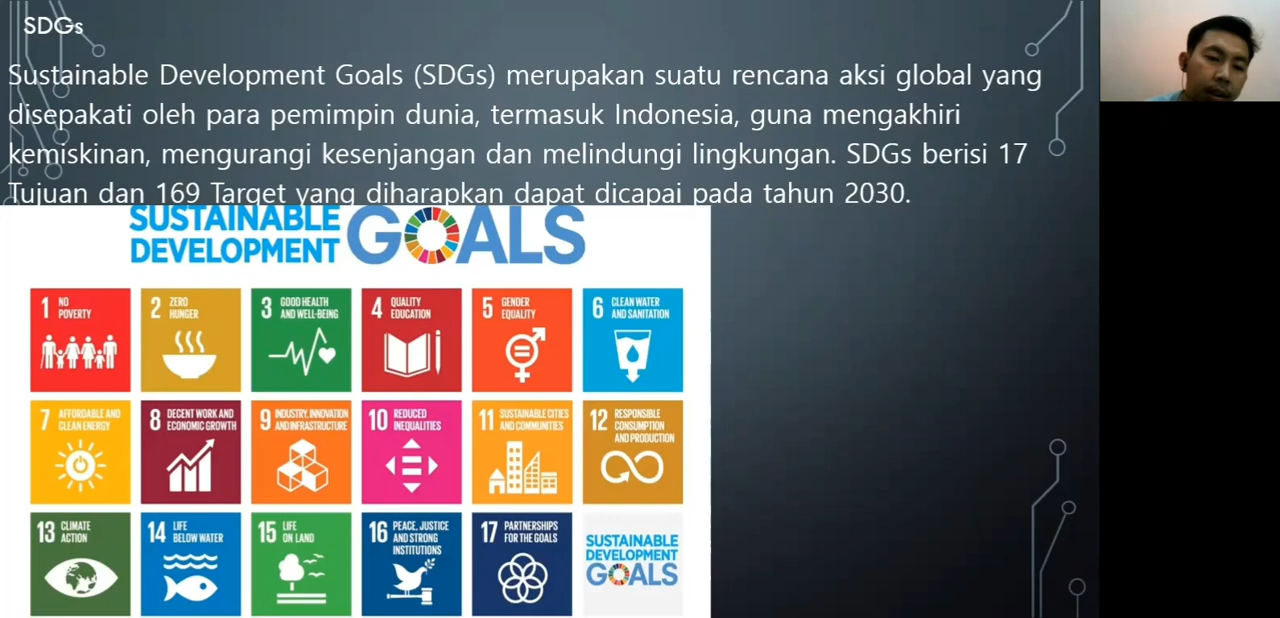 SDGs
Sustainable Development Goals (SDGs) merupakan suatu rencana aksi global yang
disepakati oleh para pemimpin dunia, termasuk Indonesia, guna mengakhiri
kemiskinan, mengurangi kesenjangan dan melindungi lingkungan. SDGs berisi 17
Tujuan dan 169 Target yang diharapkan dapat dicapai pada tahun 2030.
SUSTAINABLE
DEVELOPMENT GOALS
1 NO
POVERTY
2 ZERO
HUNGER
3 GOOD HEALTH
AND WELL-BEING
4 QUALITY
EDUCATION
5 GENDER
EQUALITY
6 CLEAN WATER
AND SANITATION
7 AFFORDABLE AND
CLEAN ENERGY
8 DECENT WORK AND
ECONOMIC GROWTH
9 INDUSTRY, INNOVATION
AND INFRASTRUCTURE
10 REDUCED
INEQUALITIES
11 SUSTAINABLE CITIES
AND COMMUNITIES
12 RESPONSIBLE
CONSUMPTION
AND PRODUCTION
13 CLIMATE
ACTION
14 LIFE
BELOW WATER
15 LIFE
ON LAND
16 PEACE, JUSTICE
AND STRONG
INSTITUTIONS
17 PARTNERSHIPS
FOR THE GOALS
SUSTAINABLE
DEVELOPMENT
GOALS